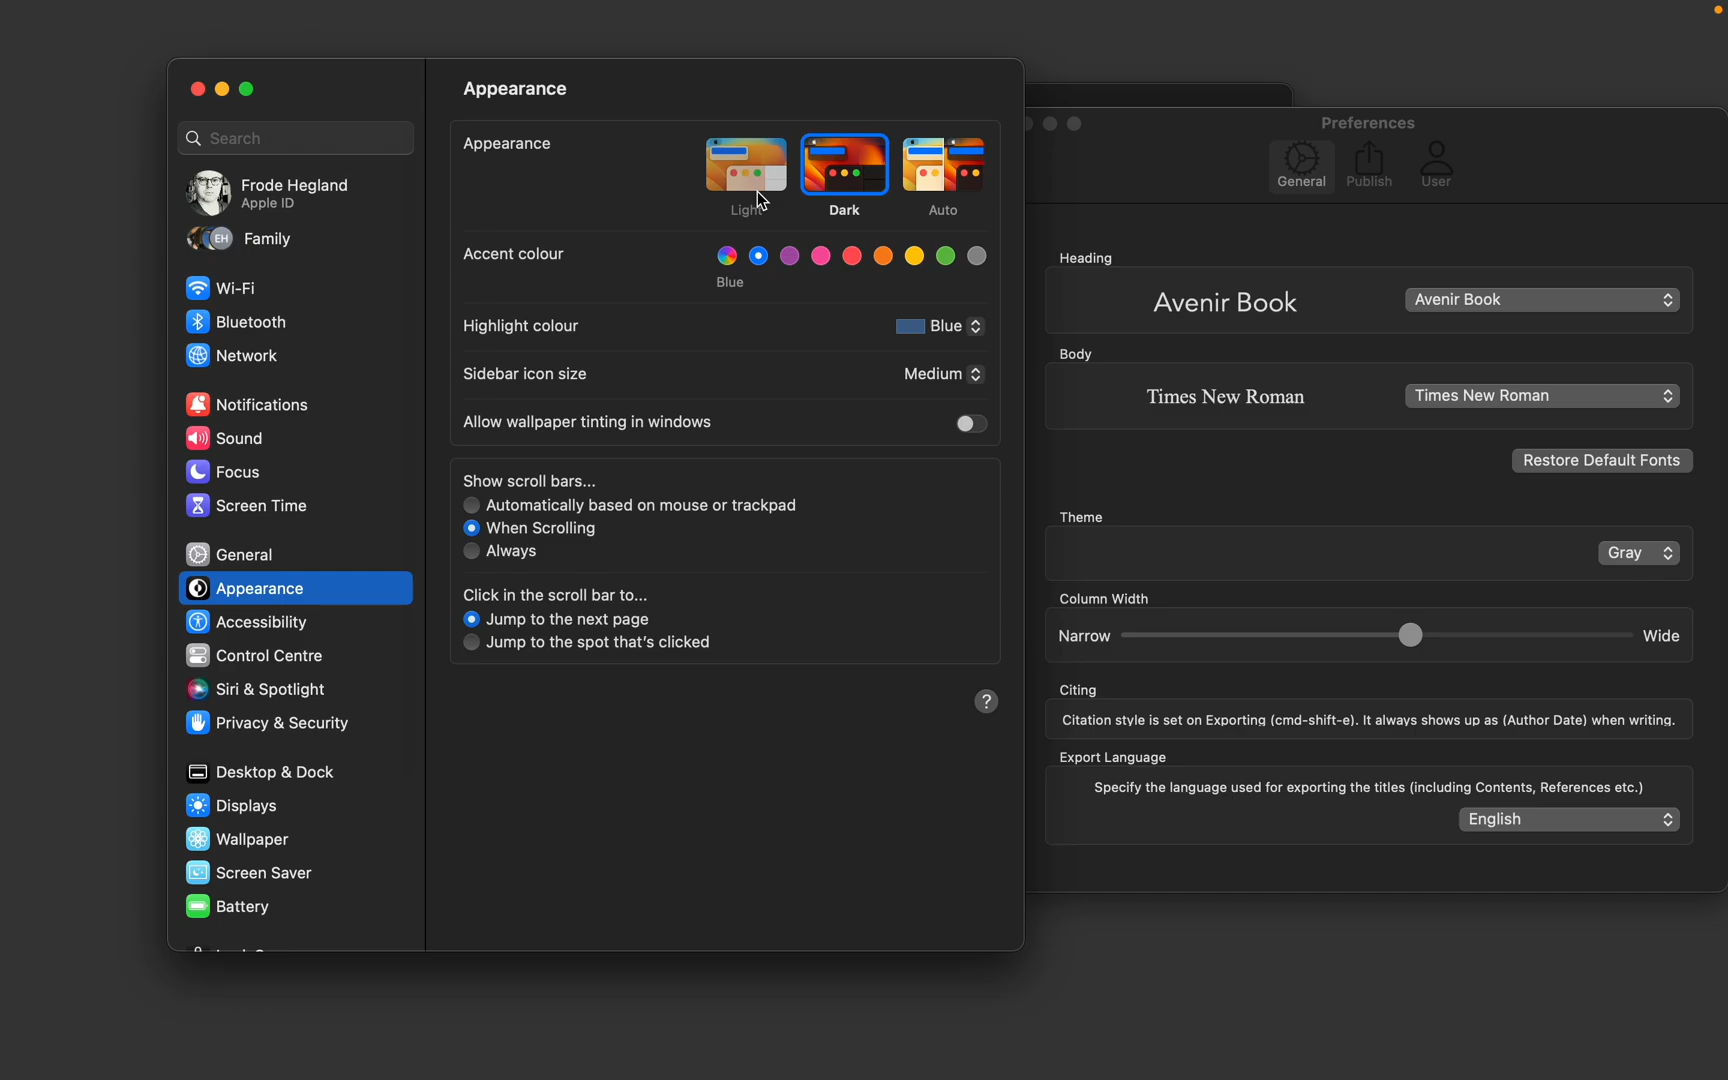 Appearance
Search
Frode Hegland
Apple ID
EH
Family
Wi-Fi
Bluetooth
Network
Notifications
Sound
Focus
Screen Time
General
Appearance
Accessibility
Control Centre
Siri & Spotlight
Privacy & Security
Desktop & Dock
Displays
Wallpaper
Screen Saver
Battery
Appearance
Light
Dark
Auto
Accent colour
Blue
Highlight colour
Blue
Sidebar icon size
Medium
Allow wallpaper tinting in windows
Show scroll bars...
Automatically based on mouse or trackpad
When Scrolling
Always
Click in the scroll bar to...
Jump to the next page
Jump to the spot that's clicked
?
Preferences
General
Publish
User
Heading
Avenir Book
Avenir Book
Body
Times New Roman
Times New Roman
Restore Default Fonts
Theme
Gray
Column Width
Narrow
Wide
Citing
Citation style is set on Exporting (cmd-shift-e). It always shows up as (Author Date) when writing.
Export Language
Specify the language used for exporting the titles (including Contents, References etc.)
English